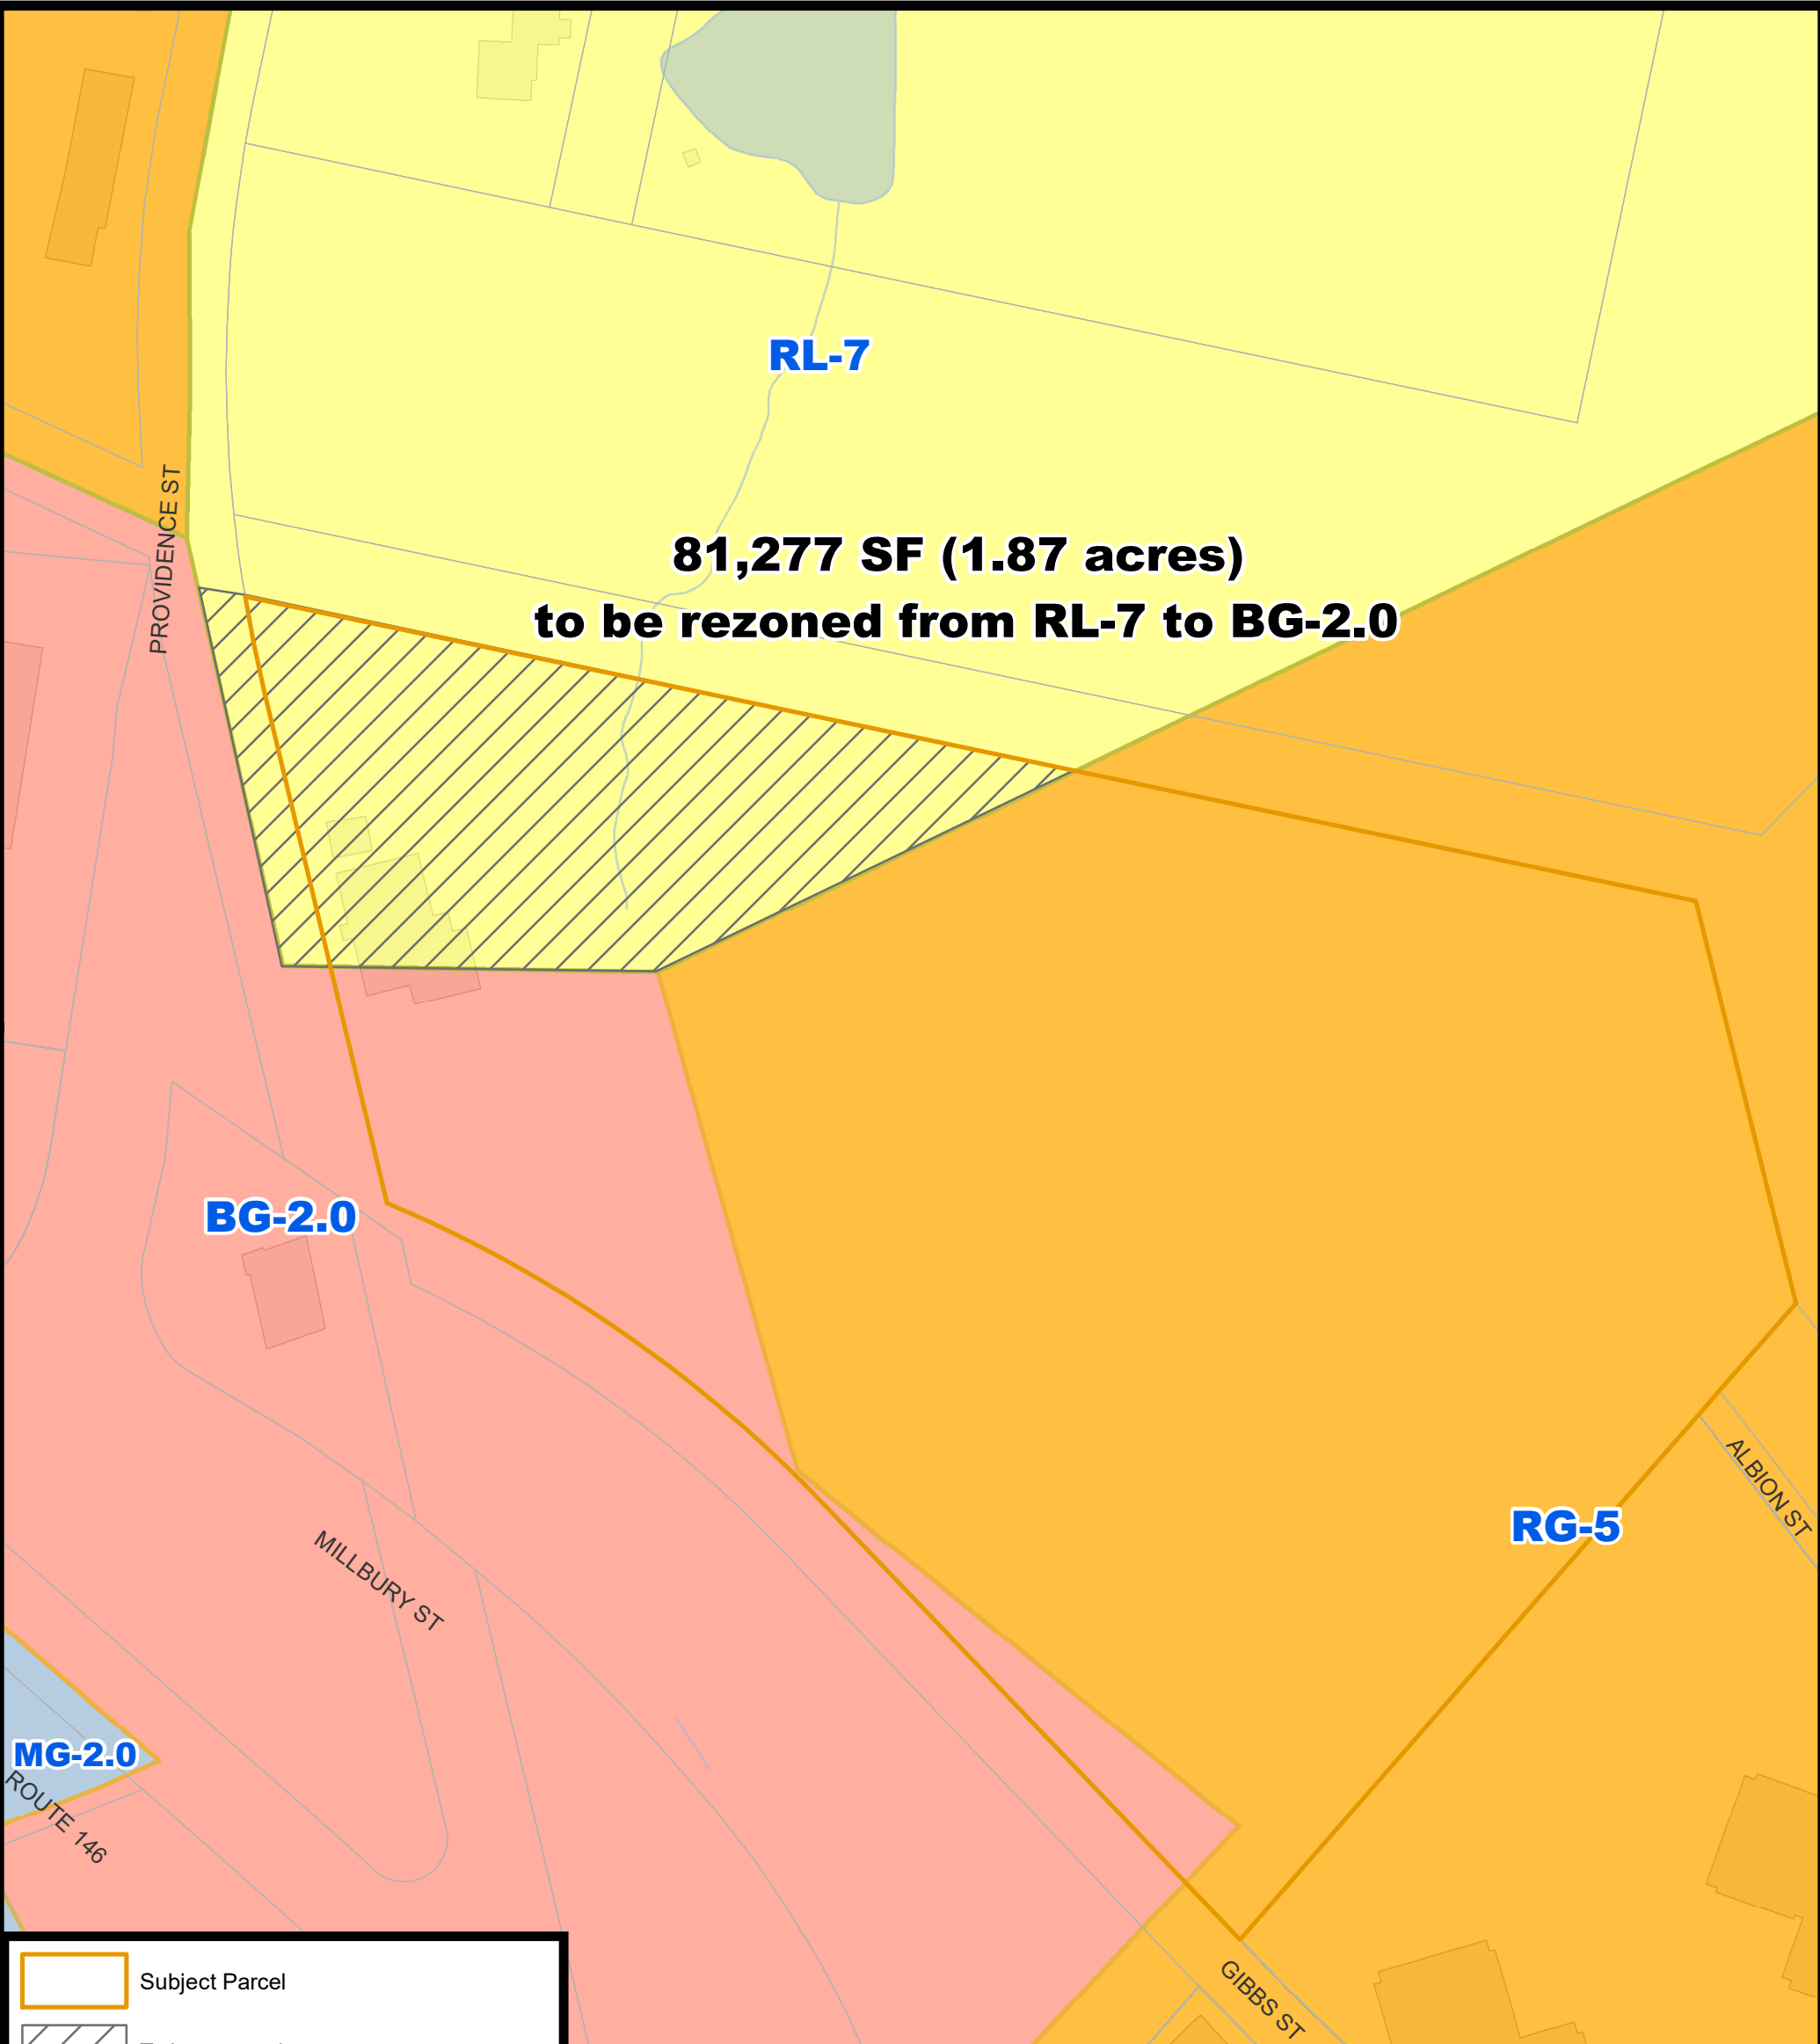 RL-7
PROVIDENCE ST
81,277 SF (1.87 acres)
to be rezoned from RL-7 to BG-2.0
BG-2.0
RG-5
ALBION ST
MILLBURY ST
MG-2.0
ROUTE 146
Subject Parcel
GIBBS ST